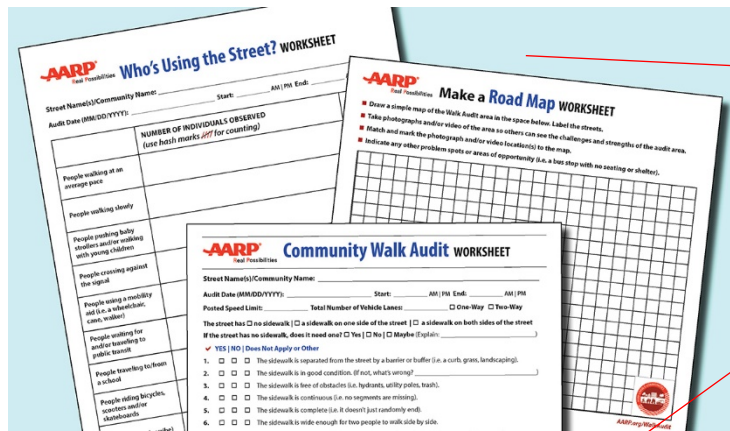 AARP
Real Possibilities
Who's Using the Street? WORKSHEET
Street Name(s)/Community Name:
Audit Date (MM/DD/YYYY): Start: AM | PM End:
NUMBER OF INDIVIDUALS OBSERVED
(use hash marks for counting)
People walking at an
average pace
People walking slowly
People pushing baby
strollers and/or walking
with young children
People crossing against
the signal
People using a mobility
aid (i.e. a wheelchair,
cane, walker)
People waiting for
and/or traveling to
public transit
People traveling to/from
a school
People riding bicycles,
scooters and/or
skateboards
AARP
Real Possibilities
Make a Road Map WORKSHEET
■ Draw a simple map of the Walk Audit area in the space below. Label the streets.
■ Take photographs and/or video of the area so others can see the challenges and strengths of the audit area.
■ Match and mark the photograph and/or video location(s) to the map.
■ Indicate any other problem spots or areas of opportunity (i.e. a bus stop with no seating or shelter).
AARP.org/WalkAudit
AARP
Real Possibilities
Community Walk Audit WORKSHEET
Street Name(s)/Community Name:
Audit Date (MM/DD/YYYY): Start: AM | PM End: AM | PM
Posted Speed Limit: Total Number of Vehicle Lanes: □ One-Way □ Two-Way
The street has □ no sidewalk | □ a sidewalk on one side of the street | □ a sidewalk on both sides of the street
If the street has no sidewalk, does it need one? □ Yes | □ No | □ Maybe (Explain: )
✓ YES | NO | Does Not Apply or Other
1. □ □ □ The sidewalk is separated from the street by a barrier or buffer (i.e. a curb, grass, landscaping).
2. □ □ □ The sidewalk is in good condition. (If not, what's wrong? )
3. □ □ □ The sidewalk is free of obstacles (i.e. hydrants, utility poles, trash).
4. □ □ □ The sidewalk is continuous (i.e. no segments are missing).
5. □ □ □ The sidewalk is complete (i.e. it doesn't just randomly end).
6. □ □ □ The sidewalk is wide enough for two people to walk side by side.